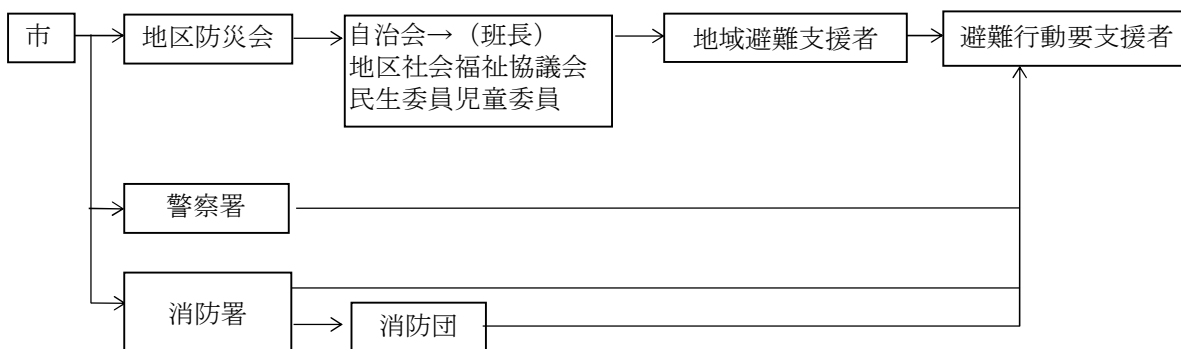 市
地区防災会
自治会→（班長）
地区社会福祉協議会
民生委員児童委員
地域避難支援者
避難行動要支援者
警察署
消防署
消防団